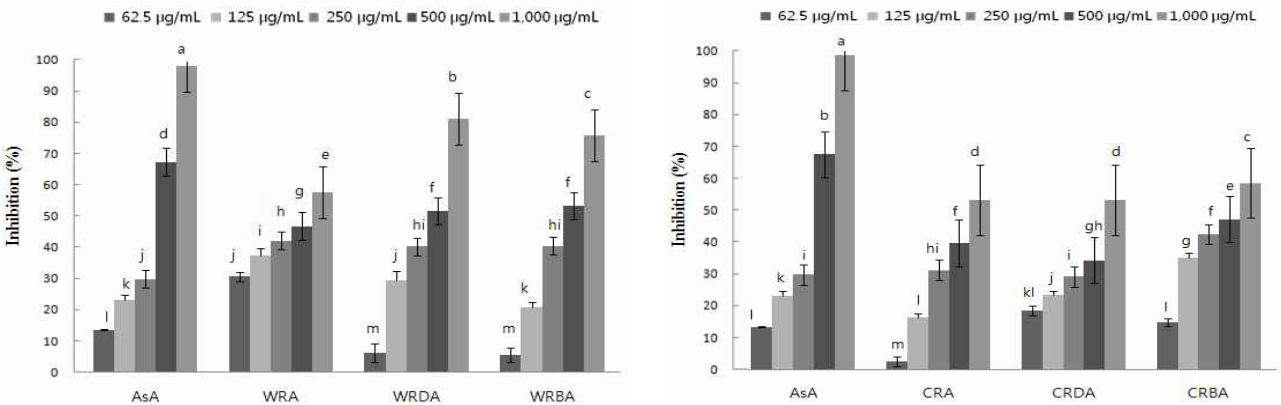 62.5 µg/mL 125 µg/mL 250 µg/mL 500 µg/mL 1,000 µg/mL
Inhibition (%)
100
90
80
70
60
50
40
30
20
10
0
l k j d a
j i h g e
m j hi f b
m k hi f c
AsA WRA WRDA WRBA
62.5 µg/mL 125 µg/mL 250 µg/mL 500 µg/mL 1,000 µg/mL
Inhibition (%)
100
90
80
70
60
50
40
30
20
10
0
l k i b a
m l hi f d
kl j i gh d
l g f e c
AsA CRA CRDA CRBA